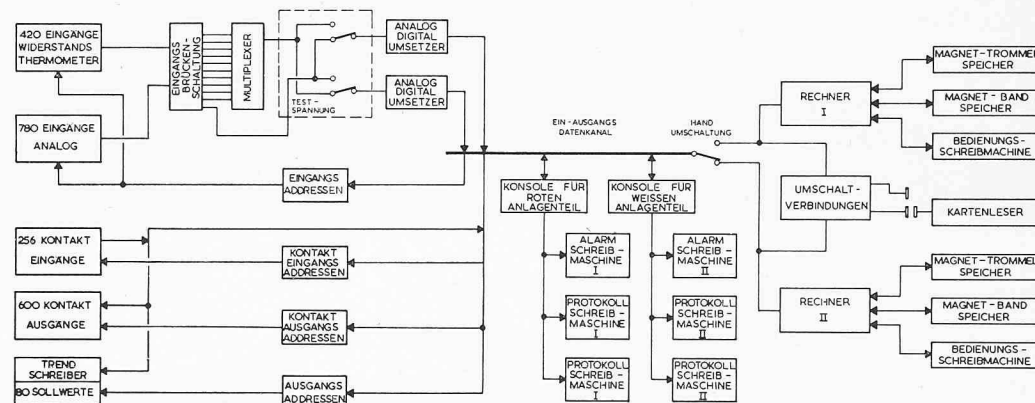 420 EINGÄNGE
WIDERSTANDS
THERMOMETER
780 EINGÄNGE
ANALOG
EINGANGS
BRÜCKEN-
SCHALTUNG
MULTIPLEXER
TEST-
SPANNUNG
ANALOG
DIGITAL
UMSETZER
ANALOG
DIGITAL
UMSETZER
EINGANGS
ADDRESSEN
256 KONTAKT
EINGÄNGE
KONTAKT
EINGANGS
ADDRESSEN
600 KONTAKT
AUSGÄNGE
KONTAKT
AUSGANGS
ADDRESSEN
TREND
SCHREIBER
80 SOLLWERTE
AUSGANGS
ADDRESSEN
EIN-AUSGANGS
DATENKANAL
HAND
UMSCHALTUNG
KONSOLE FÜR
ROTEN
ANLAGENTEIL
KONSOLE FÜR
WEISSEN
ANLAGENTEIL
ALARM
SCHREIB-
MASCHINE
I
ALARM
SCHREIB-
MASCHINE
II
PROTOKOLL
SCHREIB-
MASCHINE
I
PROTOKOLL
SCHREIB-
MASCHINE
II
PROTOKOLL
SCHREIB-
MASCHINE
I
PROTOKOLL
SCHREIB-
MASCHINE
II
RECHNER
I
MAGNET-TROMMEL
SPEICHER
MAGNET-BAND
SPEICHER
BEDIENUNGS-
SCHREIBMACHINE
UMSCHALT-
VERBINDUNGEN
KARTENLESER
RECHNER
II
MAGNET-TROMMEL
SPEICHER
MAGNET-BAND
SPEICHER
BEDIENUNGS-
SCHREIBMACHINE